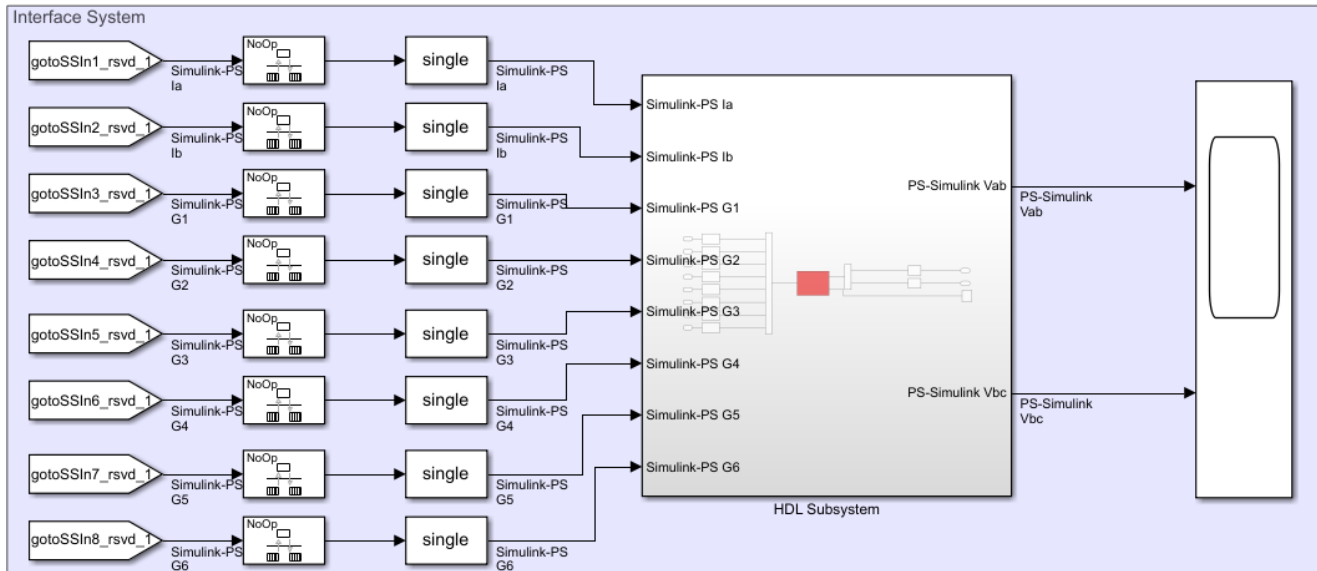 Interface System
gotoSSIn1_rsvd_1
NoOp
Simulink-PS
Ia
single
Simulink-PS
Ia
gotoSSIn2_rsvd_1
NoOp
Simulink-PS
Ib
single
Simulink-PS
Ib
gotoSSIn3_rsvd_1
NoOp
Simulink-PS
G1
single
Simulink-PS
G1
gotoSSIn4_rsvd_1
NoOp
Simulink-PS
G2
single
Simulink-PS
G2
gotoSSIn5_rsvd_1
NoOp
Simulink-PS
G3
single
Simulink-PS
G3
gotoSSIn6_rsvd_1
NoOp
Simulink-PS
G4
single
Simulink-PS
G4
gotoSSIn7_rsvd_1
NoOp
Simulink-PS
G5
single
Simulink-PS
G5
gotoSSIn8_rsvd_1
NoOp
Simulink-PS
G6
single
Simulink-PS
G6
Simulink-PS Ia
Simulink-PS Ib
Simulink-PS G1
Simulink-PS G2
Simulink-PS G3
Simulink-PS G4
Simulink-PS G5
Simulink-PS G6
PS-Simulink Vab
PS-Simulink Vbc
HDL Subsystem
PS-Simulink
Vab
PS-Simulink
Vbc